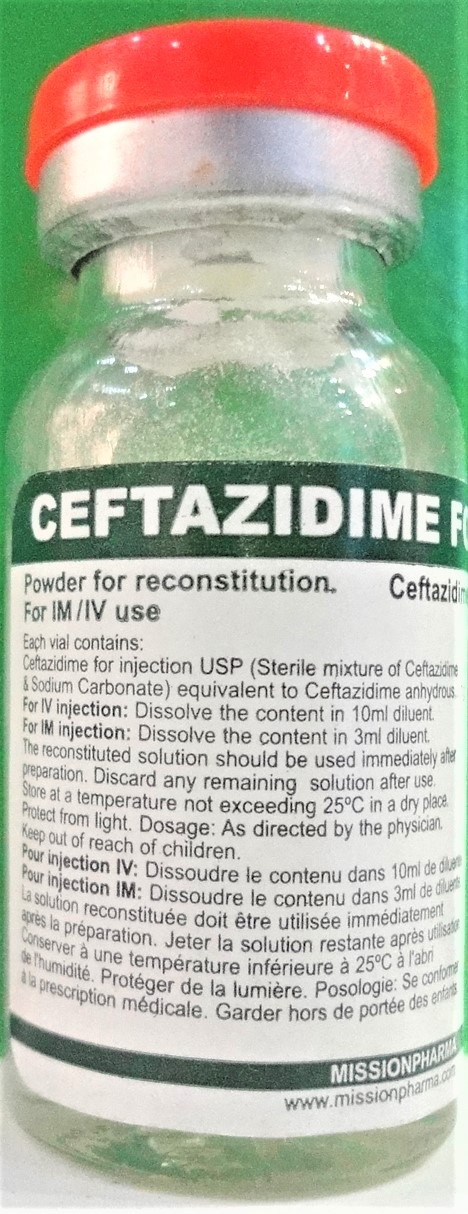 CEFTAZIDIME
Powder for reconstitution.
For IM/IV use
Each vial contains:
Ceftazidime for injection USP (Sterile mixture of Ceftazidime
& Sodium Carbonate) equivalent to Ceftazidime anhydrous.
For IV injection: Dissolve the content in 10ml diluent.
For IM injection: Dissolve the content in 3ml diluent.
The reconstituted solution should be used immediately after
preparation. Discard any remaining solution after use.
Store at a temperature not exceeding 25ºC in a dry place.
Protect from light. Dosage: As directed by the physician.
Keep out of reach of children.
Pour injection IV: Dissoudre le contenu dans 10ml de diluent
Pour injection IM: Dissoudre le contenu dans 3ml de diluent
La solution reconstituée doit être utilisée immédiatement
après la préparation. Jeter la solution restante après utilisation
Conserver à une température inférieure à 25ºC à l'abri
de l'humidité. Protéger de la lumière. Posologie: Se conformer
à la prescription médicale. Garder hors de portée des enfants
MISSIONPHARMA
www.missionpharma.com